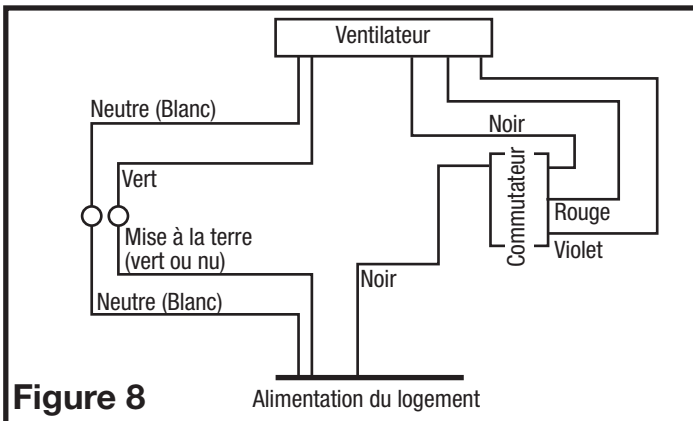 Ventilateur
Neutre (Blanc)
Noir
Vert
Commutateur
Rouge
Mise à la terre
(vert ou nu)
Violet
Noir
Neutre (Blanc)
Figure 8
Alimentation du logement